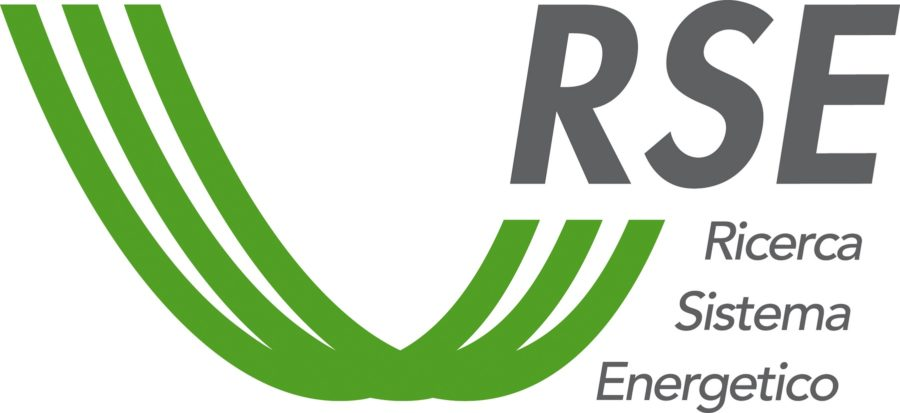 RSE
Ricerca
Sistema
Energetico